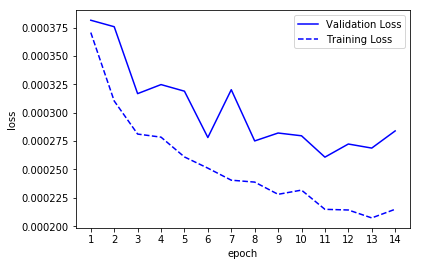 Validation Loss
Training Loss
0.000375
0.000350
0.000325
0.000300
0.000275
0.000250
0.000225
0.000200
loss
1 2 3 4 5 6 7 8 9 10 11 12 13 14
epoch